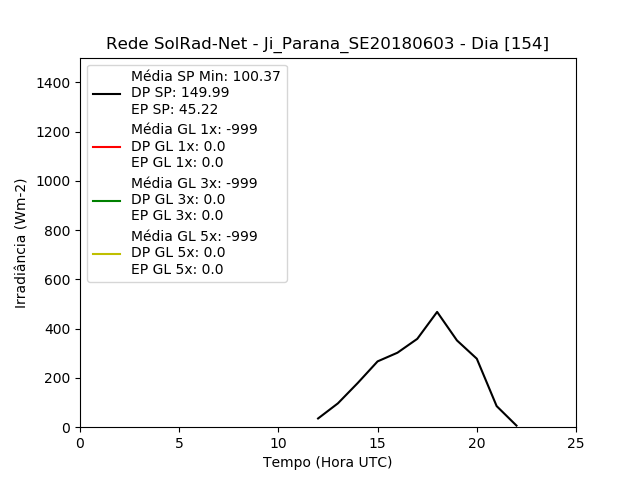 Rede SolRad-Net - Ji_Parana_SE20180603 - Dia [154]
Média SP Min: 100.37
DP SP: 149.99
EP SP: 45.22
Média GL 1x: -999
DP GL 1x: 0.0
EP GL 1x: 0.0
Média GL 3x: -999
DP GL 3x: 0.0
EP GL 3x: 0.0
Média GL 5x: -999
DP GL 5x: 0.0
EP GL 5x: 0.0
Irradiância (Wm-2)
1400
1200
1000
800
600
400
200
0
0 5 10 15 20 25
Tempo (Hora UTC)